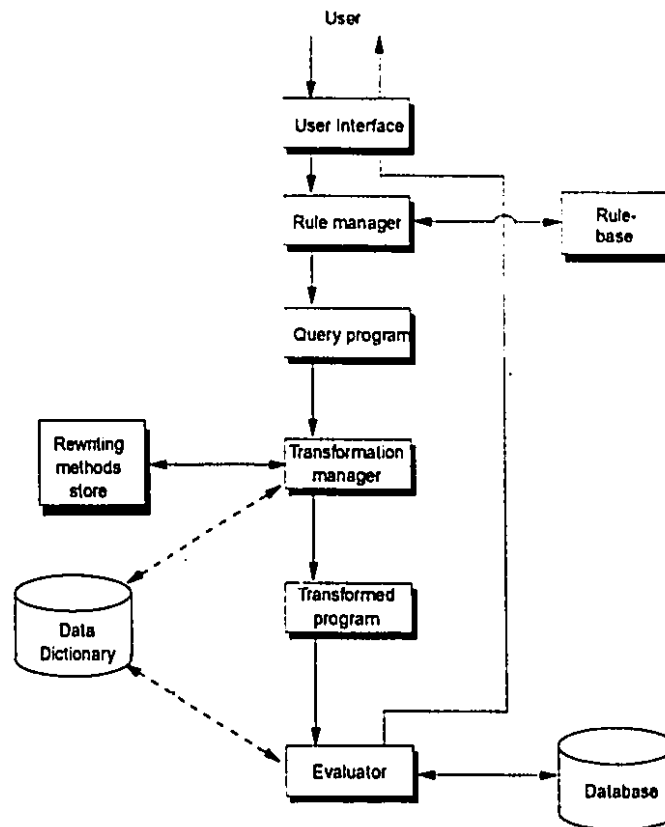 User
User Interface
Rule manager
Rule-
base
Query program
Rewriting
methods
store
Transformation
manager
Transformed
program
Data
Dictionary
Evaluator
Database